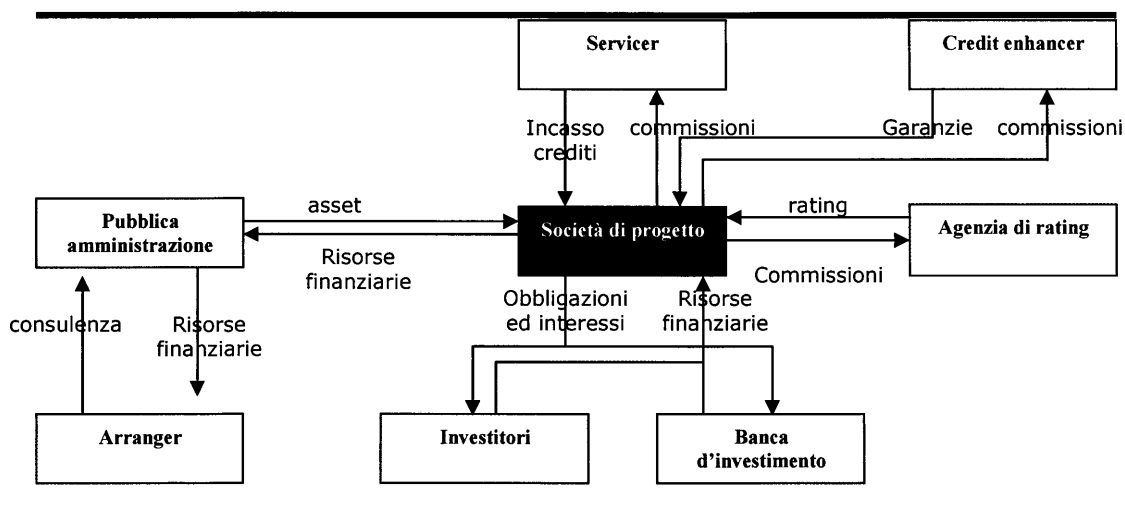 Servicer
Credit enhancer
Incasso
crediti
commissioni
Garanzie
commissioni
Pubblica
amministrazione
asset
Risorse
finanziarie
Società di progetto
rating
Commissioni
Agenzia di rating
consulenza
Risorse
finanziarie
Obbligazioni
ed interessi
Risorse
finanziarie
Arranger
Investitori
Banca
d’investimento